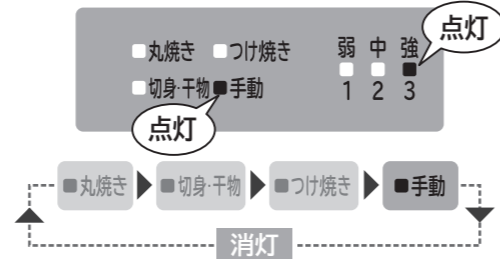 点灯
■丸焼き ■つけ焼き 弱 中 強
■切身・干物 ■手動 1 2 3
点灯
■丸焼き ▶ ■切身・干物 ▶ ■つけ焼き ▶ ■手動
消灯